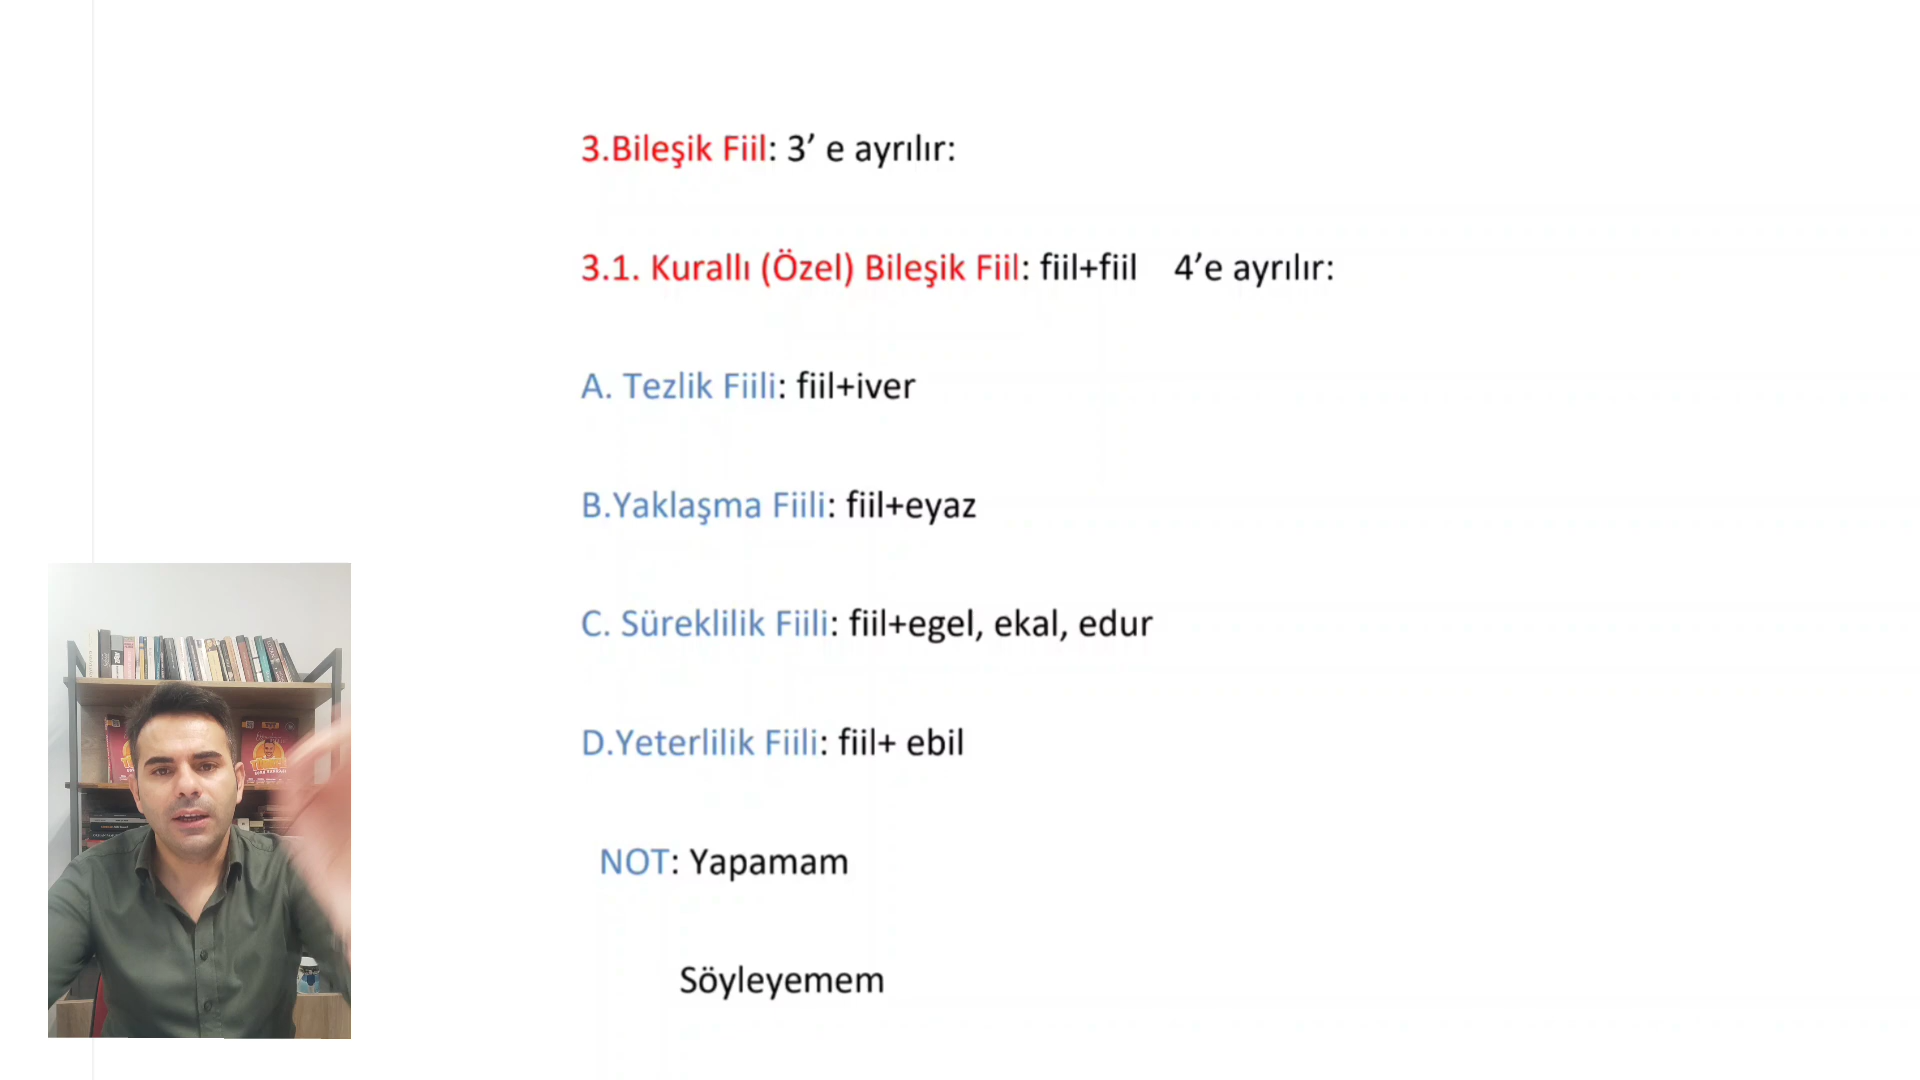 3.Bileşik Fiil: 3’ e ayrılır:
3.1. Kurallı (Özel) Bileşik Fiil: fiil+fiil 4’e ayrılır:
A. Tezlik Fiili: fiil+iver
B.Yaklaşma Fiili: fiil+eyaz
C. Süreklilik Fiili: fiil+egel, ekal, edur
D.Yeterlilik Fiili: fiil+ ebil
NOT: Yapamam
Söyleyemem